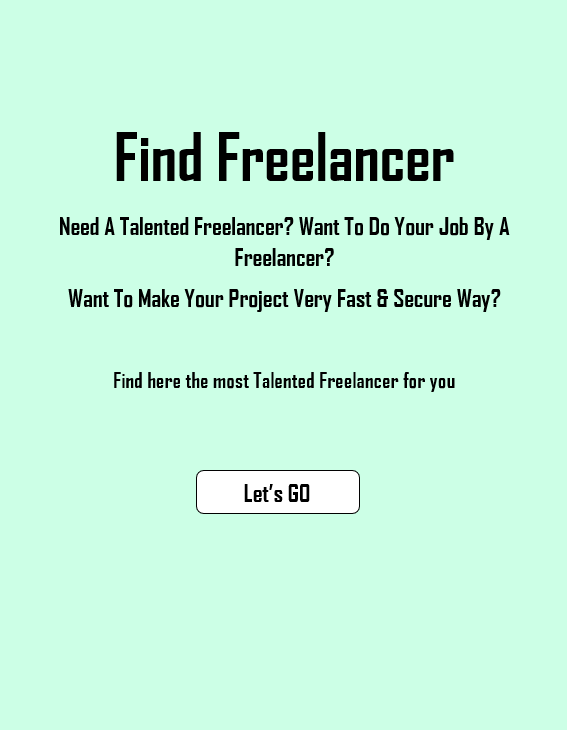 Find Freelancer
Need A Talented Freelancer? Want To Do Your Job By A
Freelancer?
Want To Make Your Project Very Fast & Secure Way?
Find here the most Talented Freelancer for you
Let's GO